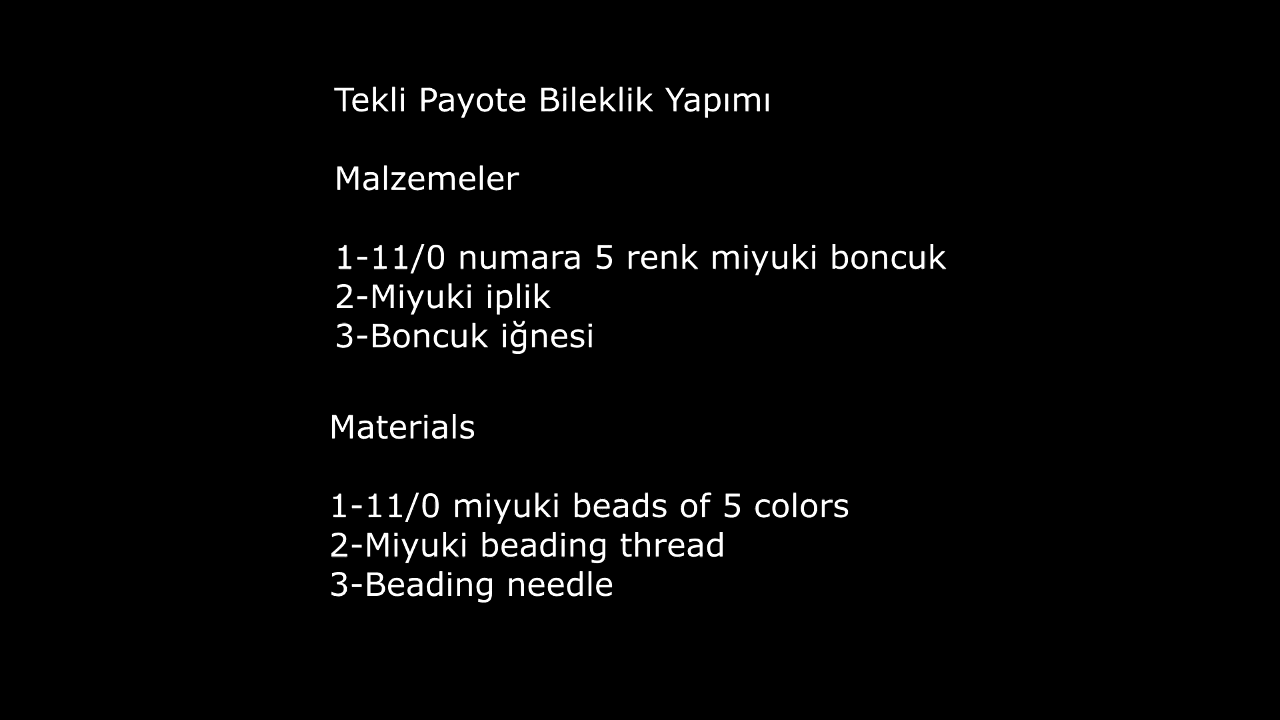 Tekli Payote Bileklik Yapımı
Malzemeler
1-11/0 numara 5 renk miyuki boncuk
2-Miyuki iplik
3-Boncuk iğnesi
Materials
1-11/0 miyuki beads of 5 colors
2-Miyuki beading thread
3-Beading needle